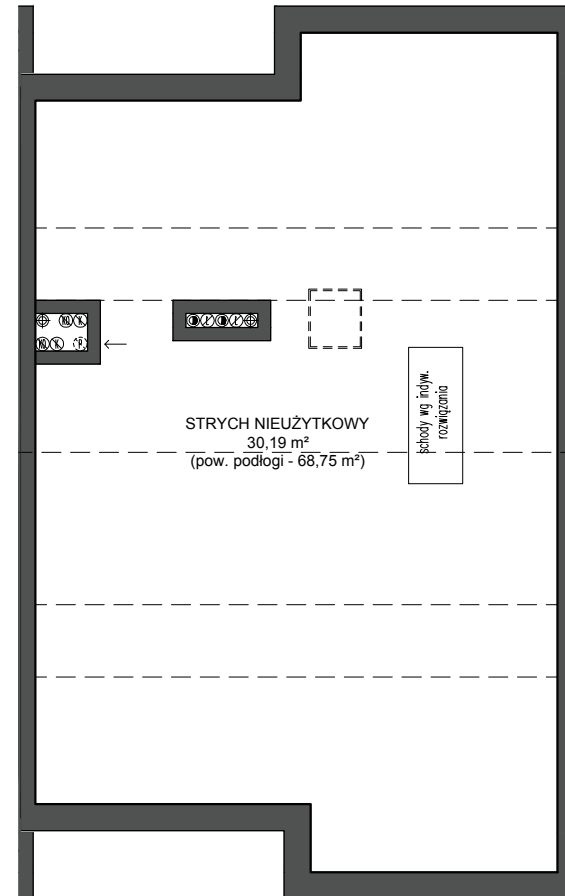 STRYCH NIEUŻYTKOWY
30,19 m²
(pow. podłogi - 68,75 m²)
schody wg indyw.
rozwiązania